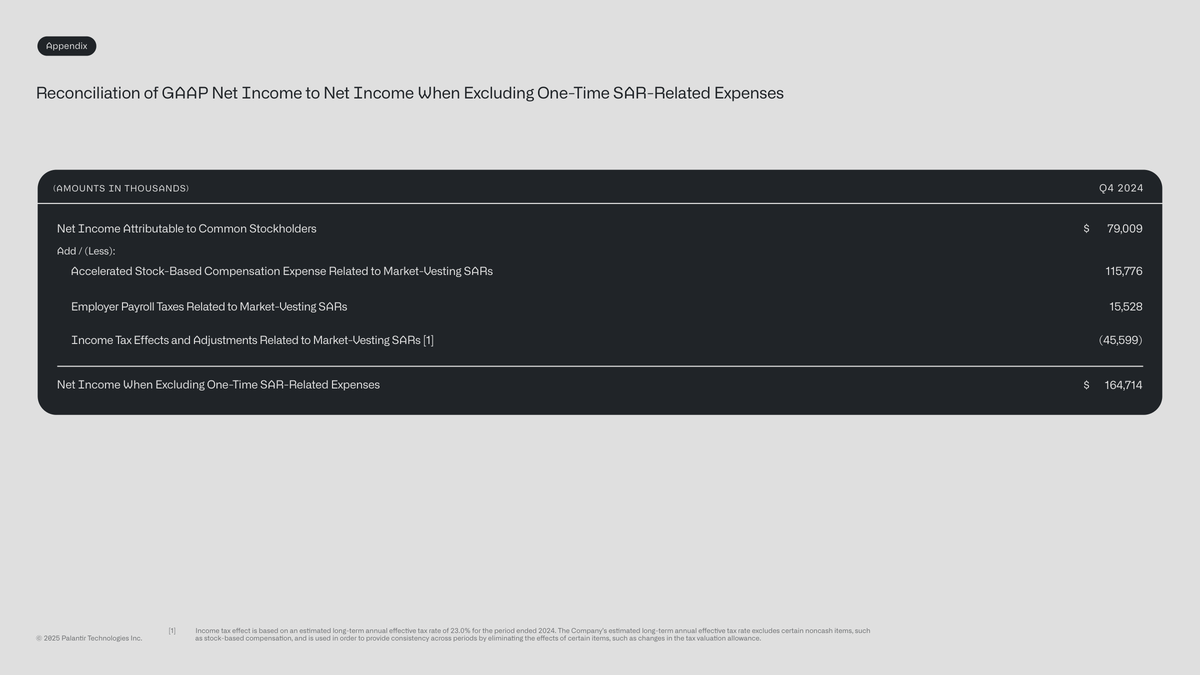 Appendix
Reconciliation of GAAP Net Income to Net Income When Excluding One-Time SAR-Related Expenses
(AMOUNTS IN THOUSANDS) Q4 2024
Net Income Attributable to Common Stockholders $ 79,009
Add / (Less):
Accelerated Stock-Based Compensation Expense Related to Market-Vesting SARs 115,776
Employer Payroll Taxes Related to Market-Vesting SARs 15,528
Income Tax Effects and Adjustments Related to Market-Vesting SARs [1] (45,599)
Net Income When Excluding One-Time SAR-Related Expenses $ 164,714
© 2025 Palantir Technologies Inc.
[1] Income tax effect is based on an estimated long-term annual effective tax rate of 23.0% for the period ended 2024. The Company's estimated long-term annual effective tax rate excludes certain noncash items, such
as stock-based compensation, and is used in order to provide consistency across periods by eliminating the effects of certain items, such as changes in the tax valuation allowance.